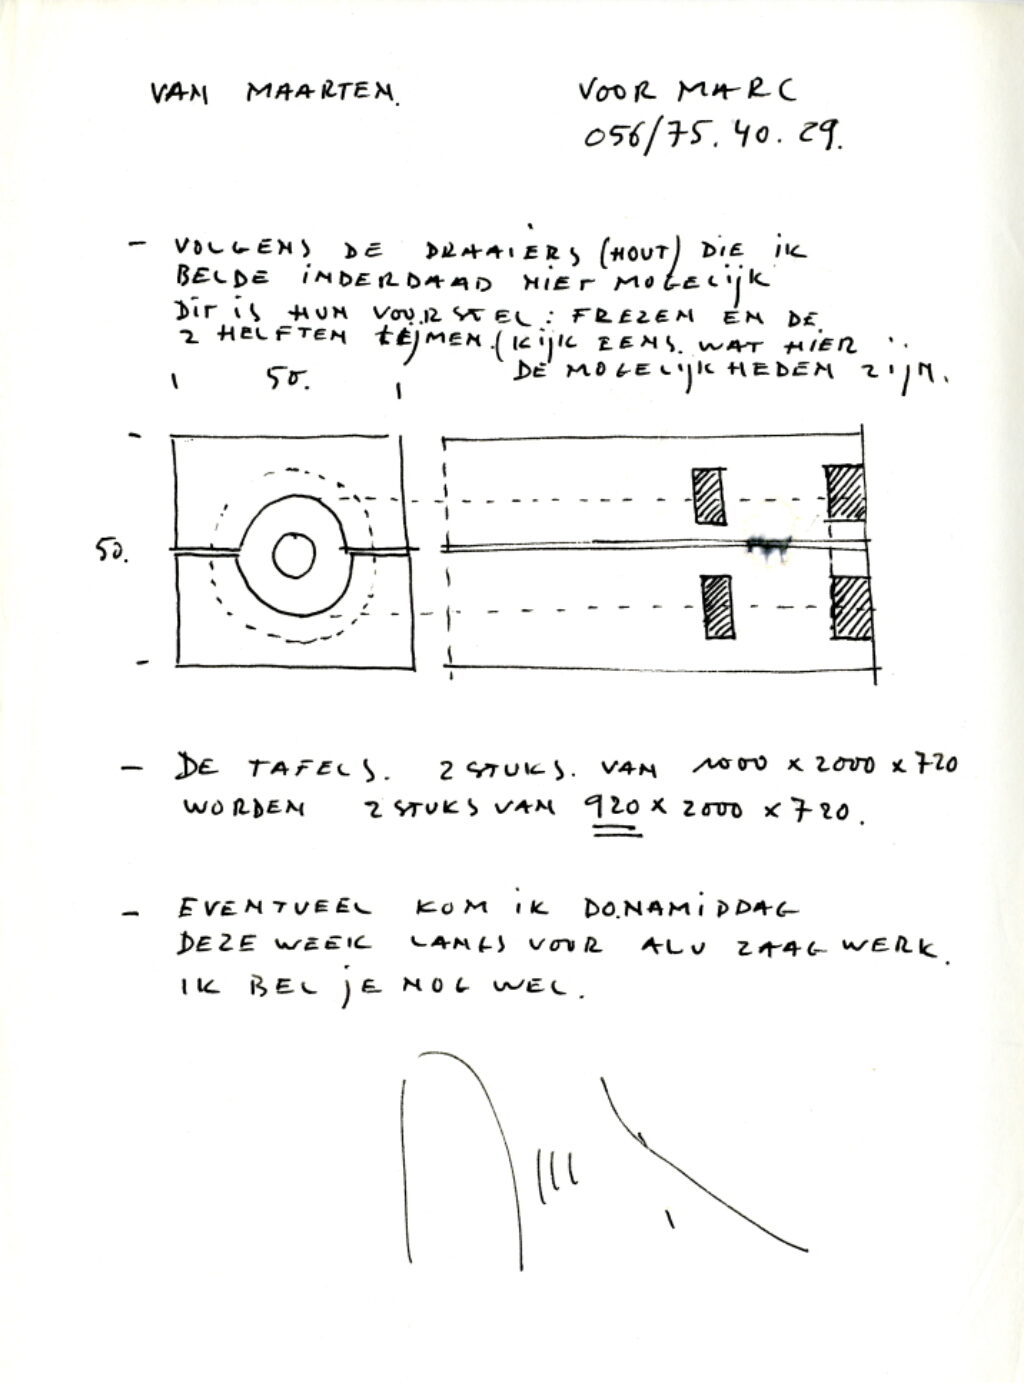 VAN MAARTEN.
VOOR MARC
056/75.40.29.
- VOLGENS DE DRAAIERS (HOUT) DIE IK
BELDE INDERDAAD NIET MOGELIJK
DIT IS HUN VOORSTEL: FREZEN EN DE
2 HELFTEN LIJMEN. (KIJK EENS. WAT HIER
DE MOGELIJKHEDEN ZIJN.
50.
50.
- DE TAFELS. 2 STUKS. VAN 1000 x 2000 x 720
WORDEN 2 STUKS VAN 920 x 2000 x 720.
- EVENTUEEL KOM IK DO.NAMIDDAG
DEZE WEEK LANGS VOOR ALU ZAAGWERK.
IK BEL JE NOG WEL.